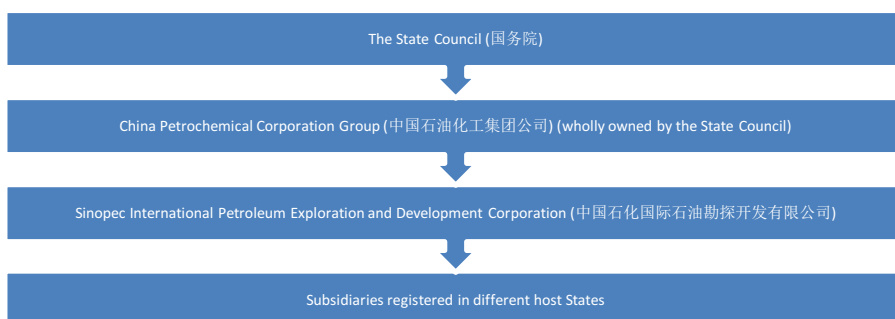 The State Council (国务院)
China Petrochemical Corporation Group (中国石油化工集团公司) (wholly owned by the State Council)
Sinopec International Petroleum Exploration and Development Corporation (中国石化国际石油勘探开发有限公司)
Subsidiaries registered in different host States